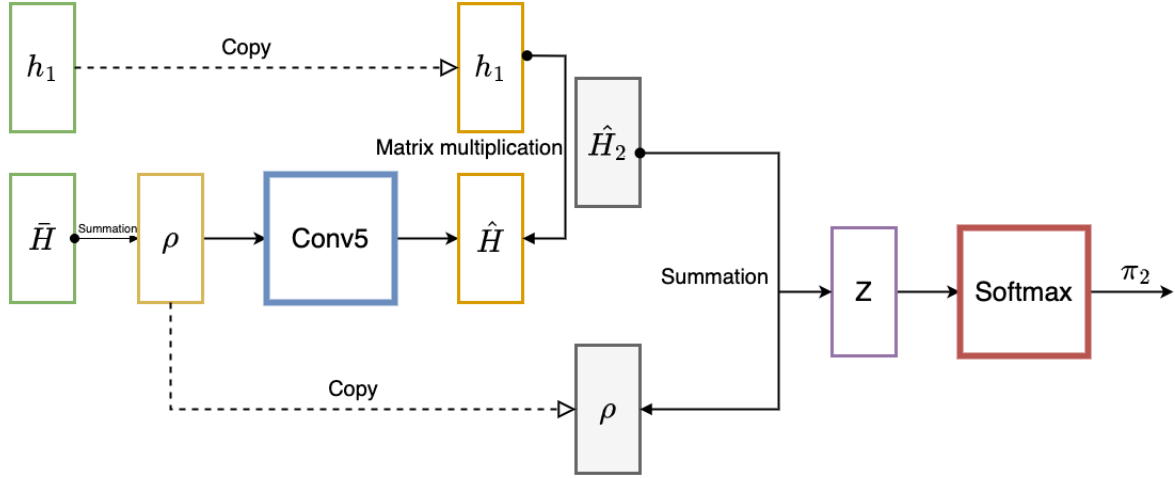 h₁
Copy
h₁
Ĥ₂
Matrix multiplication
H̄
Summation
ρ
Conv5
Ĥ
Summation
Z
Softmax
π₂
Copy
ρ